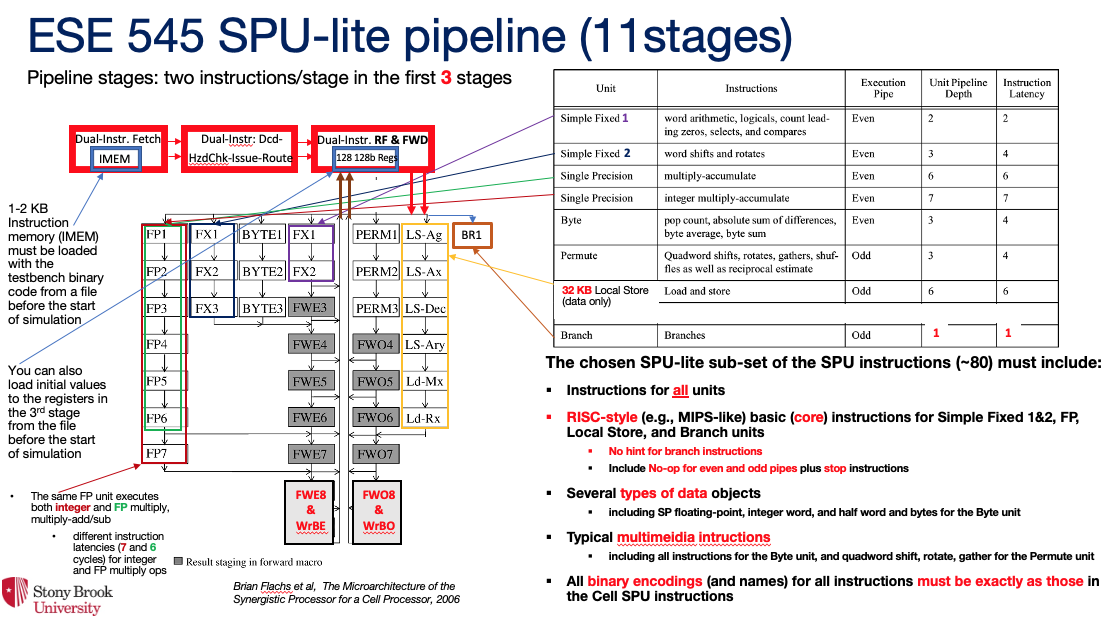 ESE 545 SPU-lite pipeline (11stages)
Pipeline stages: two instructions/stage in the first 3 stages
Dual-Instr. Fetch
IMEM
Dual-Instr: Dcd-
HzdChk-Issue-Route
Dual-Instr. RF & FWD
128 128b Regs
1-2 KB
Instruction
memory (IMEM)
must be loaded
with the
testbench binary
code from a file
before the start
of simulation
You can also
load initial values
to the registers in
the 3rd stage
from the file
before the start
of simulation
FP1 FX1 BYTE1 FX1 PERM1 LS-Ag BR1
FP2 FX2 BYTE2 FX2 PERM2 LS-Ax
FP3 FX3 BYTE3 FWE3 PERM3 LS-Dec
FP4 FWE4 FWO4 LS-Ary
FP5 FWE5 FWO5 Ld-Mx
FP6 FWE6 FWO6 Ld-Rx
FP7 FWE7 FWO7
FWE8
&
WrBE
FWO8
&
WrBO
• The same FP unit executes
both integer and FP multiply,
multiply-add/sub
▪ different instruction
latencies (7 and 6
cycles) for integer
and FP multiply ops
Result staging in forward macro
Stony Brook
University
Brian Flachs et al, The Microarchitecture of the
Synergistic Processor for a Cell Processor, 2006
Unit Instructions Execution Pipe Unit Pipeline Depth Instruction Latency
Simple Fixed 1 word arithmetic, logicals, count lead- Even 2 2
ing zeros, selects, and compares
Simple Fixed 2 word shifts and rotates Even 3 4
Single Precision multiply-accumulate Even 6 6
Single Precision integer multiply-accumulate Even 7 7
Byte pop count, absolute sum of differences, Even 3 4
byte average, byte sum
Permute Quadword shifts, rotates, gathers, shuf- Odd 3 4
fles as well as reciprocal estimate
32 KB Local Store Load and store Odd 6 6
(data only)
Branch Branches Odd 1 1
The chosen SPU-lite sub-set of the SPU instructions (~80) must include:
▪ Instructions for all units
▪ RISC-style (e.g., MIPS-like) basic (core) instructions for Simple Fixed 1&2, FP,
Local Store, and Branch units
▪ No hint for branch instructions
▪ Include No-op for even and odd pipes plus stop instructions
▪ Several types of data objects
▪ including SP floating-point, integer word, and half word and bytes for the Byte unit
▪ Typical multimeidia intructions
▪ including all instructions for the Byte unit, and quadword shift, rotate, gather for the Permute unit
▪ All binary encodings (and names) for all instructions must be exactly as those in
the Cell SPU instructions